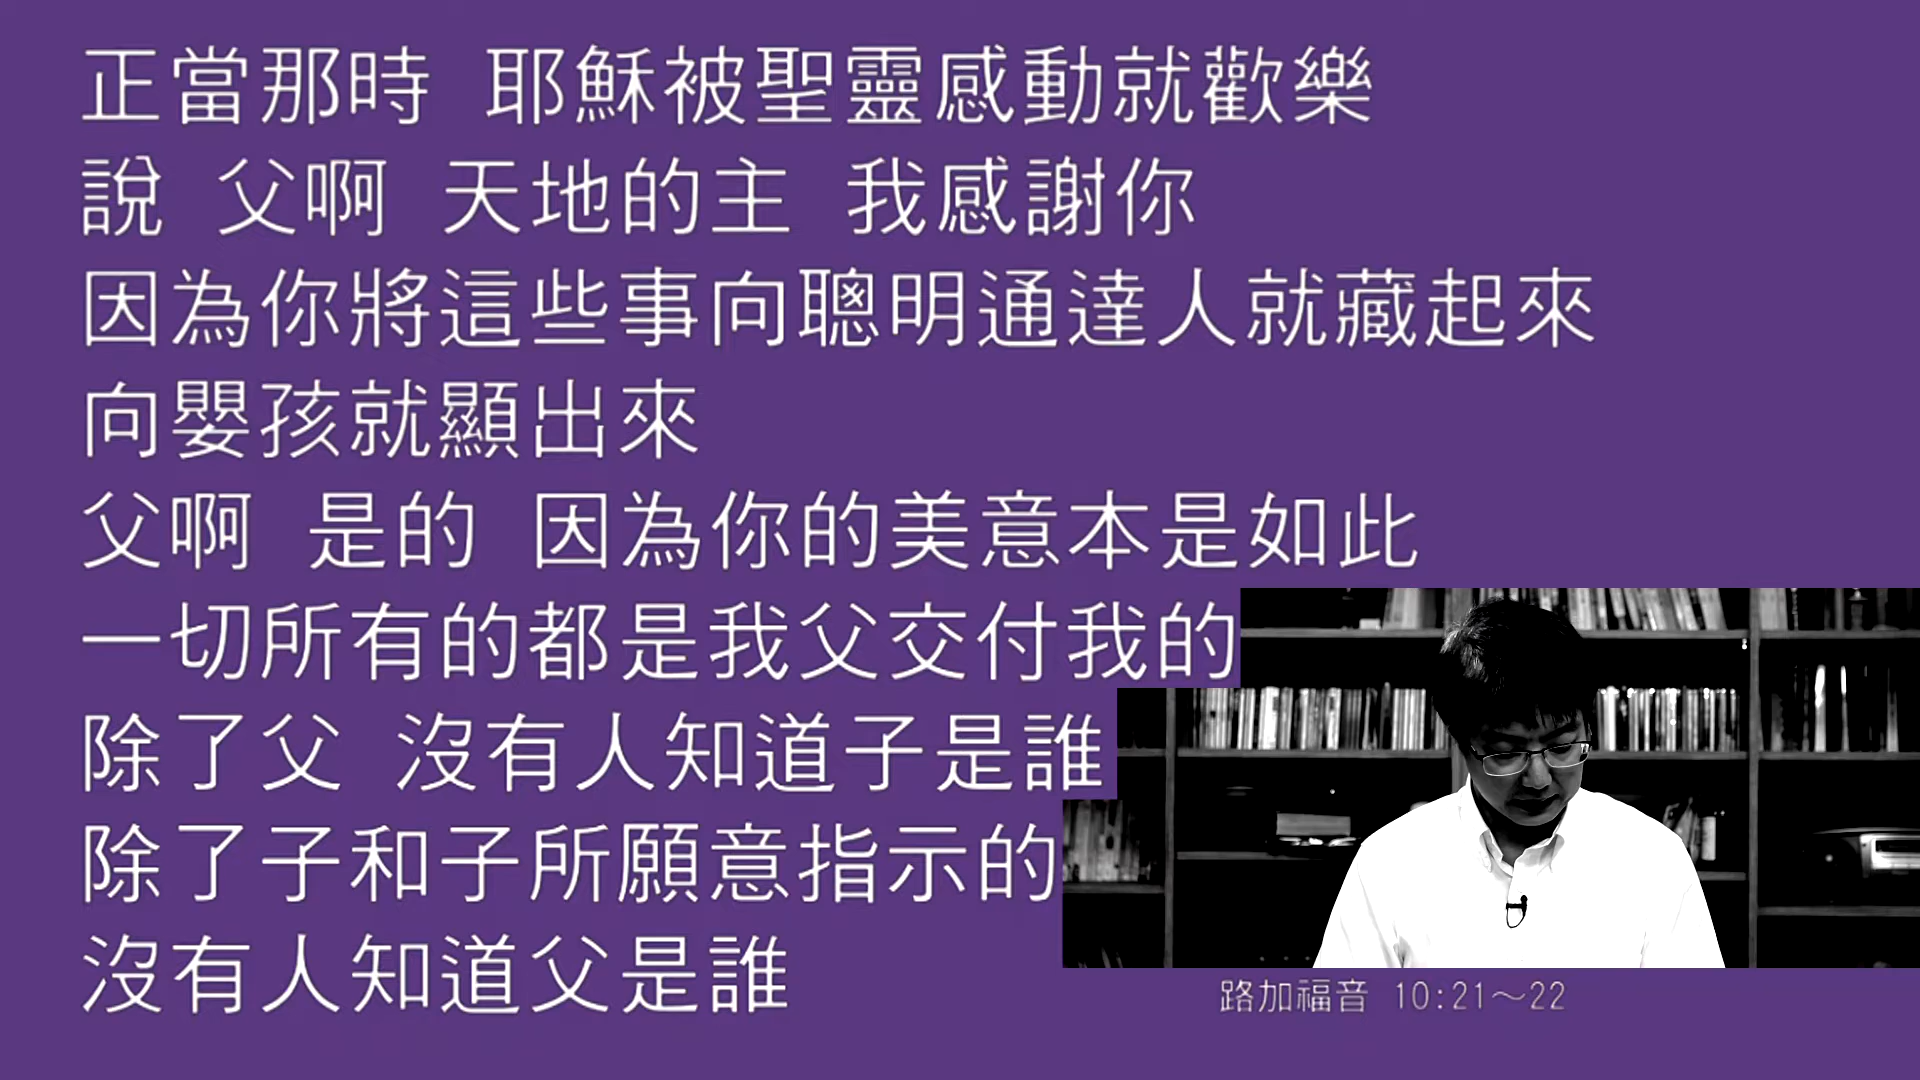 正當那時 耶穌被聖靈感動就歡樂
說 父啊 天地的主 我感謝你
因為你將這些事向聰明通達人就藏起來
向嬰孩就顯出來
父啊 是的 因為你的美意本是如此
一切所有的都是我父交付我的
除了父 沒有人知道子是誰
除了子和子所願意指示的
沒有人知道父是誰
路加福音 10:21～22